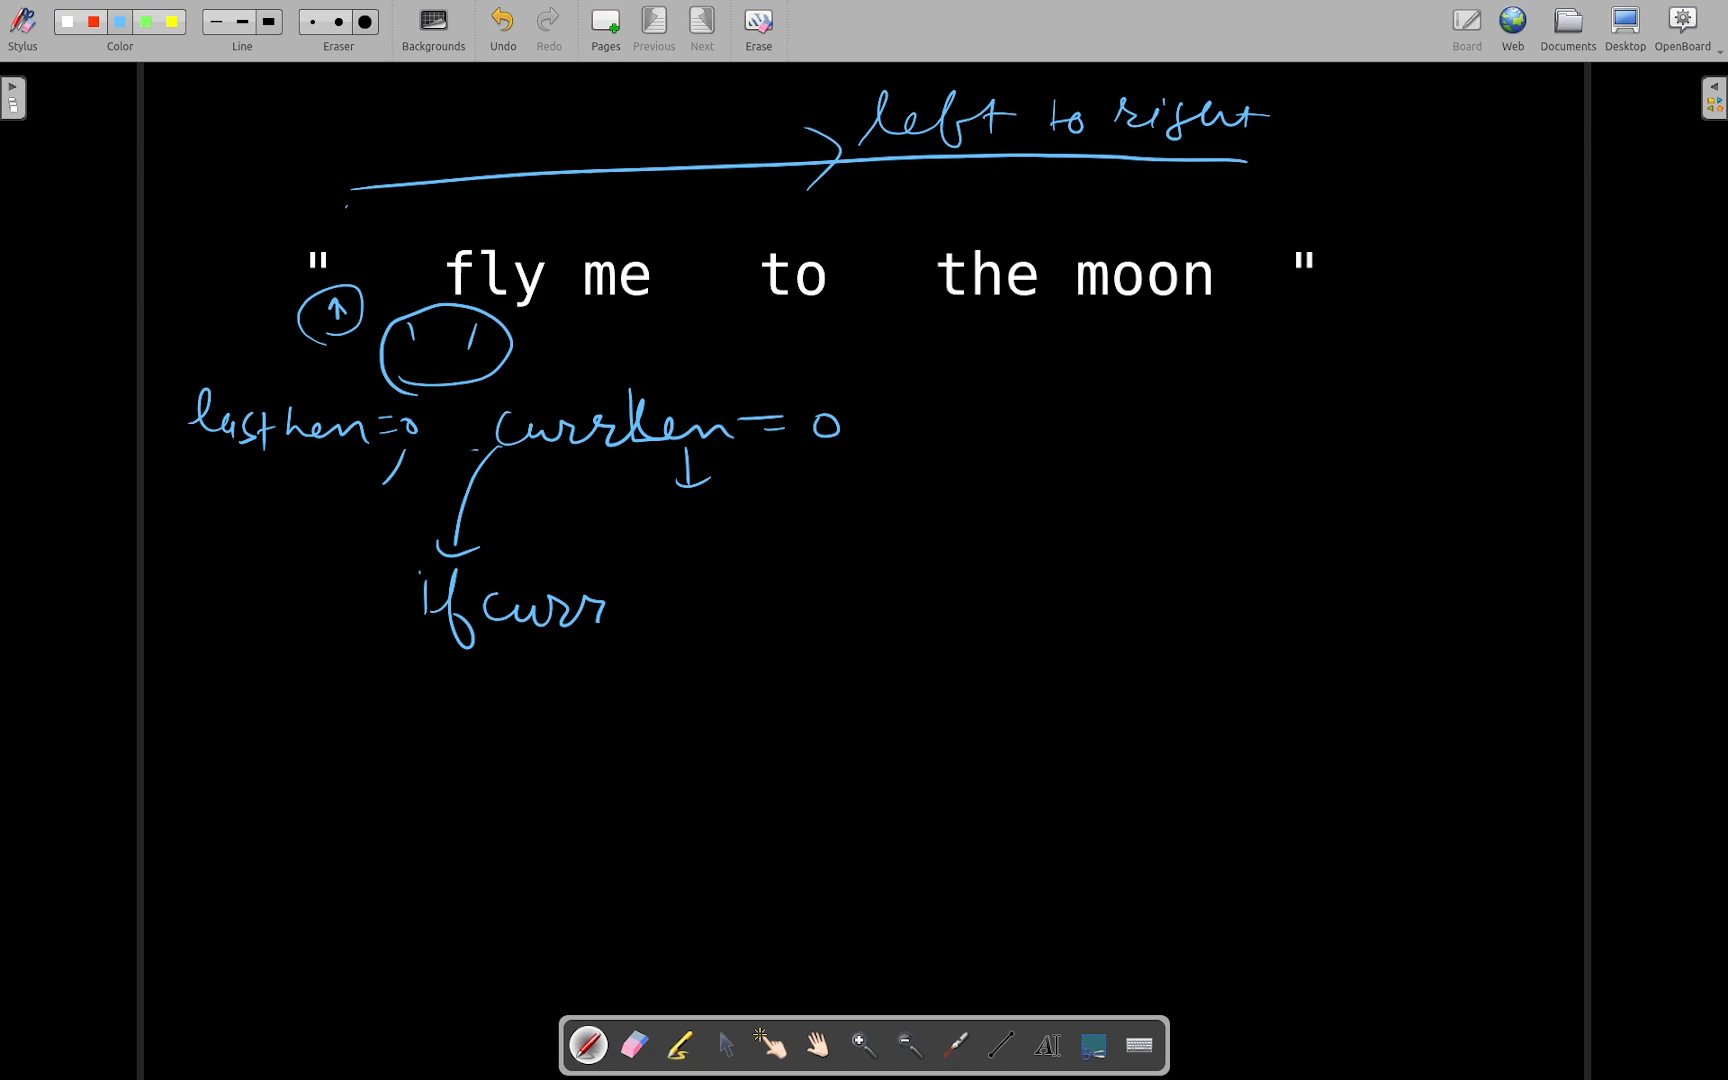 Stylus Color Line Eraser Backgrounds Undo Redo Pages Previous Next Erase Board Web Documents Desktop OpenBoard
left to right
"   fly me   to   the moon  "
' '
lastLen=0, currLen = 0
if curr